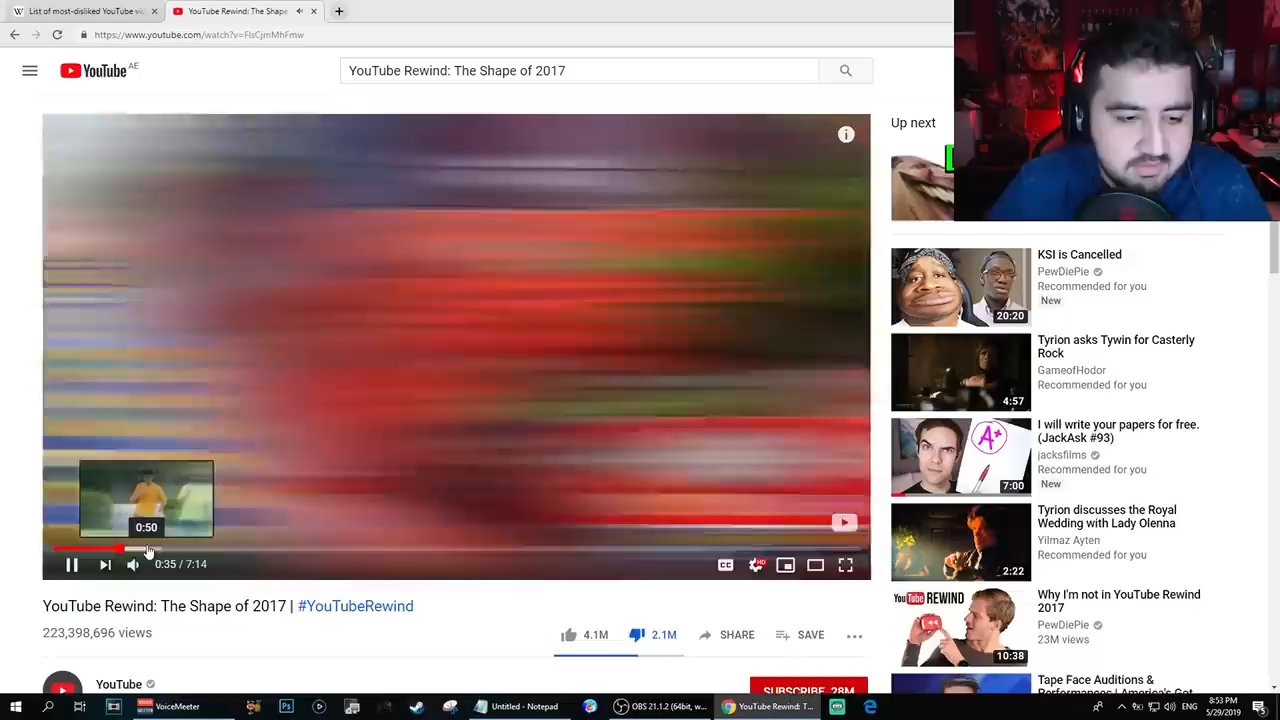 List of most-disliked YouTube vi
YouTube Rewind: The Shape
https://www.youtube.com/watch?v=FlsCjmMhFmw
YouTube AE
YouTube Rewind: The Shape of 2017
Up next
KSI is Cancelled
PewDiePie
Recommended for you
New
20:20
Tyrion asks Tywin for Casterly
Rock
GameofHodor
Recommended for you
4:57
I will write your papers for free.
(JackAsk #93)
jacksfilms
Recommended for you
New
A+
7:00
Tyrion discusses the Royal
Wedding with Lady Olenna
Yilmaz Ayten
Recommended for you
2:22
Why I'm not in YouTube Rewind
2017
PewDiePie
23M views
YouTube REWIND
10:38
Tape Face Auditions &
Performances | America's Got
0:50
0:35 / 7:14
CC
HD
YouTube Rewind: The Shape of 2017 | #YouTubeRewind
223,398,696 views
4.1M
2.1M
SHARE
SAVE
YouTube
SUBSCRIBE 28M
VoiceMeeter
Untitled - Notepad
OBS 21.1.2 (64bit, w...
YouTube Rewind: T...
ENG
8:53 PM
5/29/2019